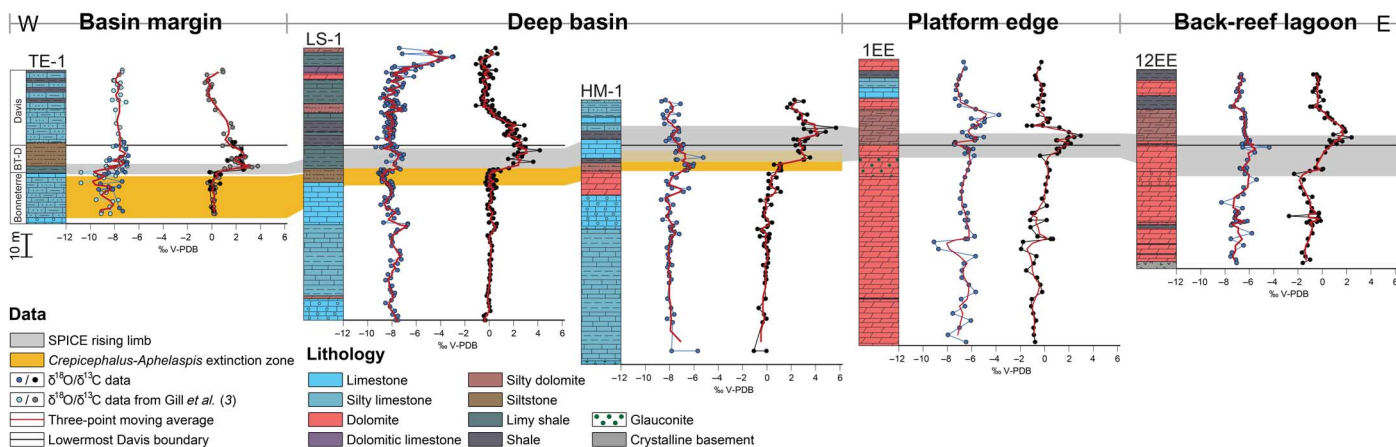 W Basin margin Deep basin Platform edge Back-reef lagoon E
TE-1
LS-1
HM-1
1EE
12EE
Davis
BT-D
Bonneterre
10 m
−12 −10 −8 −6 −4 −2 0 2 4 6
‰ V-PDB
−12 −10 −8 −6 −4 −2 0 2 4 6
‰ V-PDB
−12 −10 −8 −6 −4 −2 0 2 4 6
‰ V-PDB
−12 −10 −8 −6 −4 −2 0 2 4 6
‰ V-PDB
−12 −10 −8 −6 −4 −2 0 2 4 6
‰ V-PDB
Data
SPICE rising limb
Crepicephalus-Aphelaspis extinction zone
/ δ¹⁸O/δ¹³C data
/ δ¹⁸O/δ¹³C data from Gill et al. (3)
Three-point moving average
Lowermost Davis boundary
Lithology
Limestone
Silty limestone
Dolomite
Dolomitic limestone
Silty dolomite
Siltstone
Limy shale
Shale
Glauconite
Crystalline basement